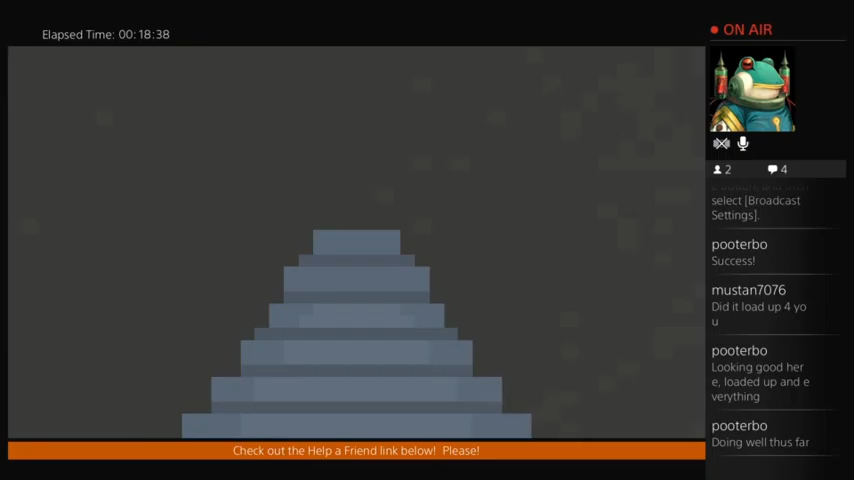 Elapsed Time: 00:18:38
ON AIR
2
4
select [Broadcast
Settings].
pooterbo
Success!
mustan7076
Did it load up 4 yo
u
pooterbo
Looking good her
e, loaded up and e
verything
pooterbo
Doing well thus far
Check out the Help a Friend link below!  Please!